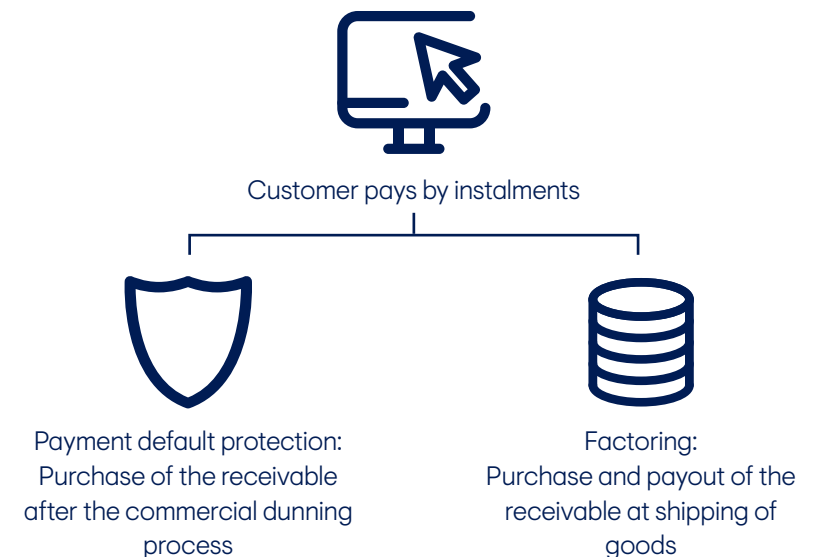 Customer pays by instalments
Payment default protection:
Purchase of the receivable
after the commercial dunning
process
Factoring:
Purchase and payout of the
receivable at shipping of
goods